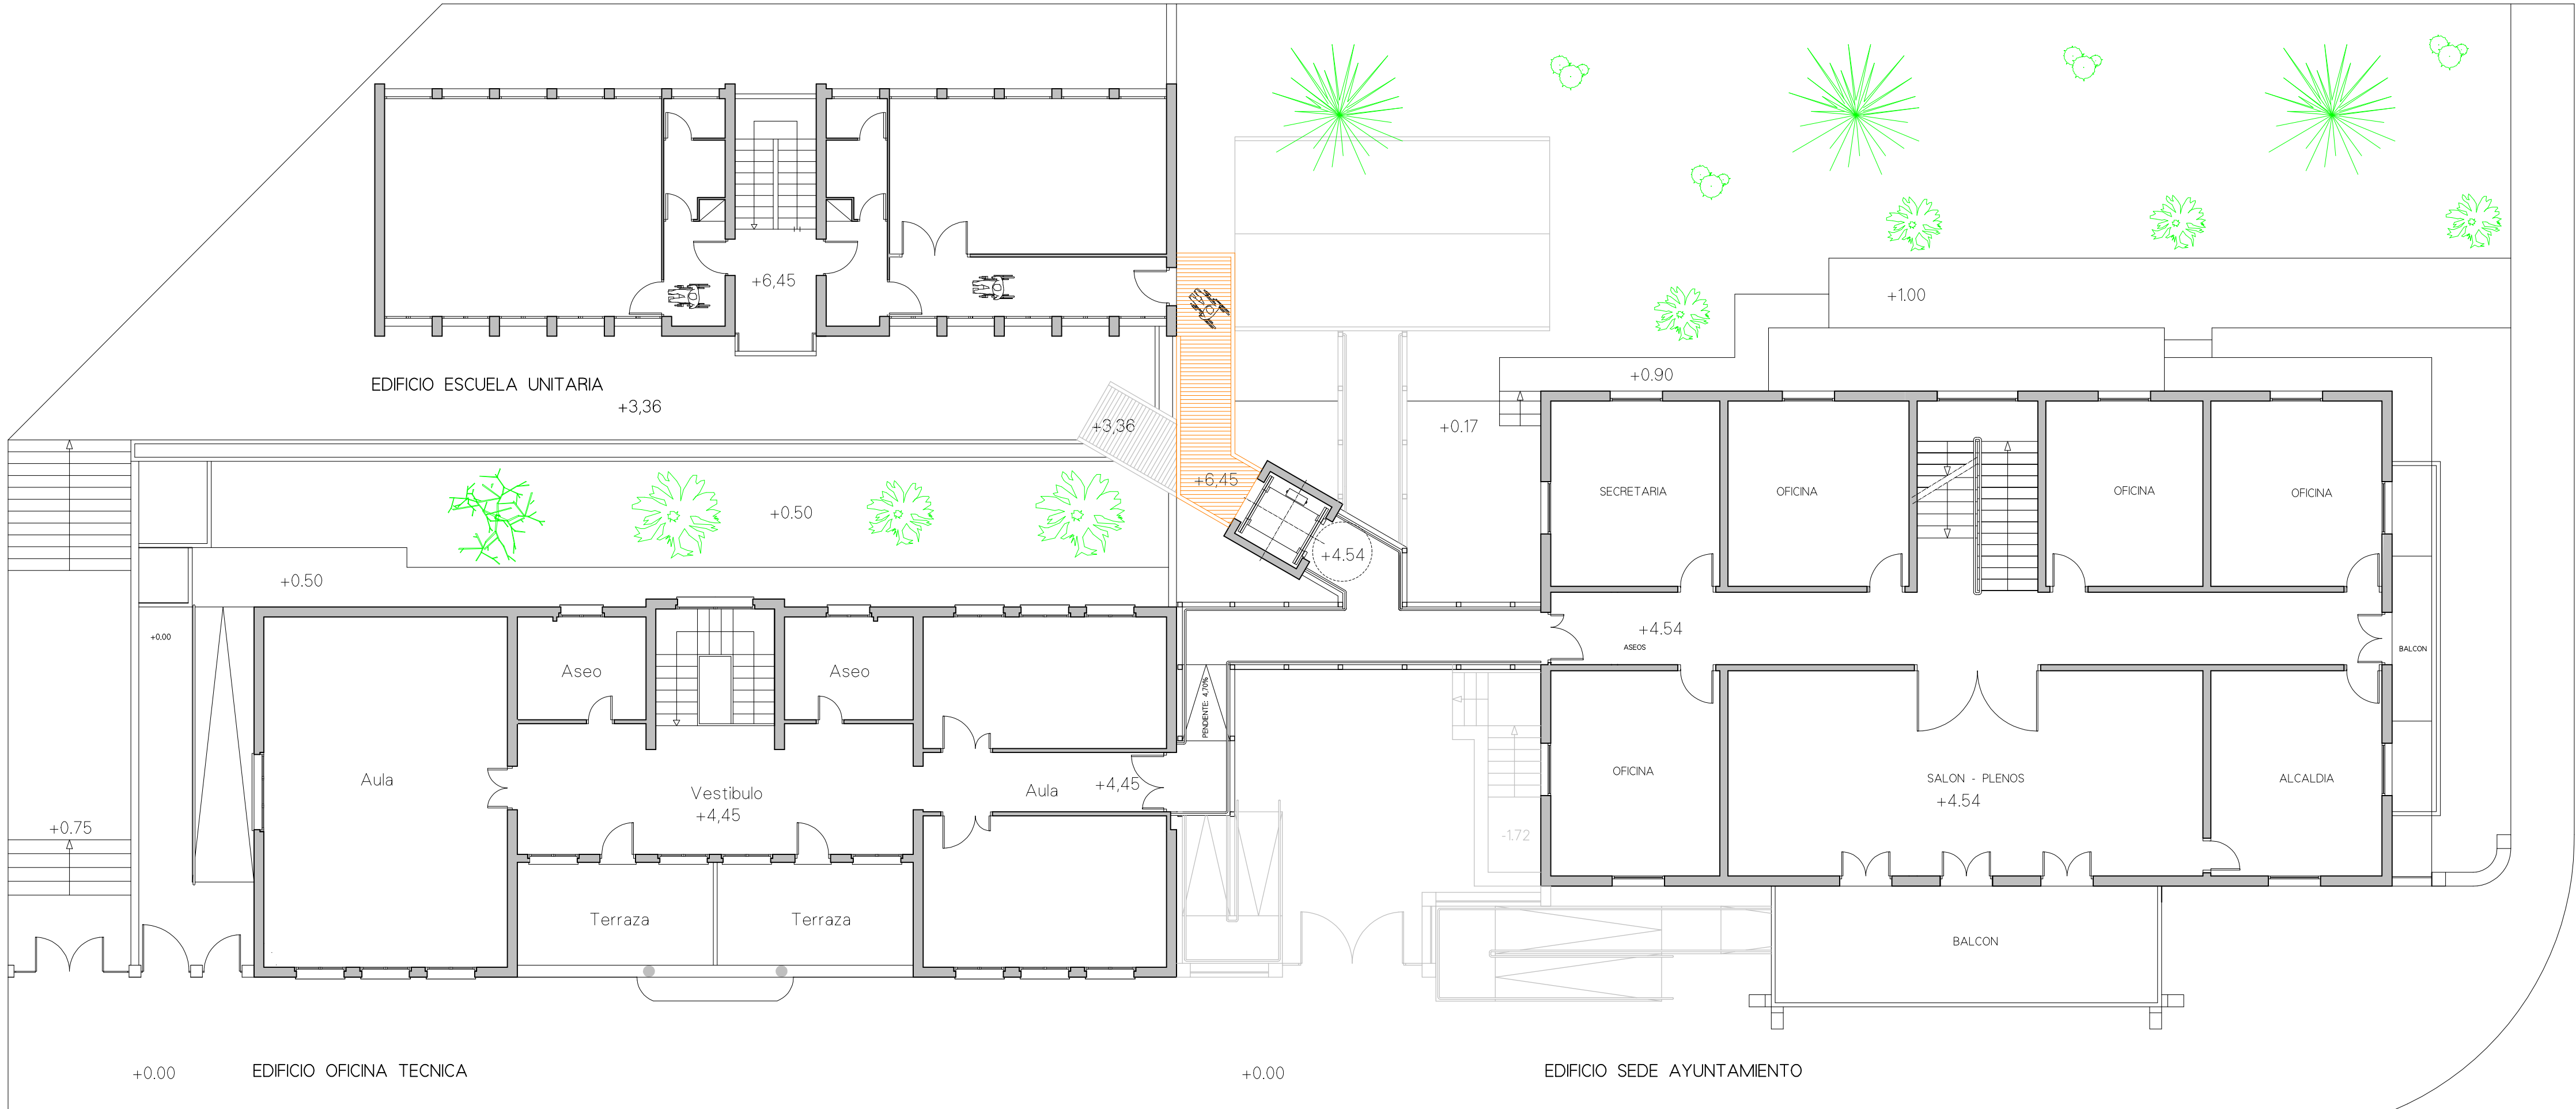 +6,45
+1.00
EDIFICIO ESCUELA UNITARIA
+3,36
+0.90
+3,36
+0.17
+6,45
SECRETARIA
OFICINA
OFICINA
OFICINA
+0.50
+4.54
+0.50
+0.00
+4.54
ASEOS
BALCON
Aseo
Aseo
PENDIENTE: 4,70%
Aula
Vestibulo
+4,45
Aula
+4,45
OFICINA
SALON - PLENOS
+4.54
ALCALDIA
+0.75
-1.72
Terraza
Terraza
BALCON
+0.00
EDIFICIO OFICINA TECNICA
+0.00
EDIFICIO SEDE AYUNTAMIENTO